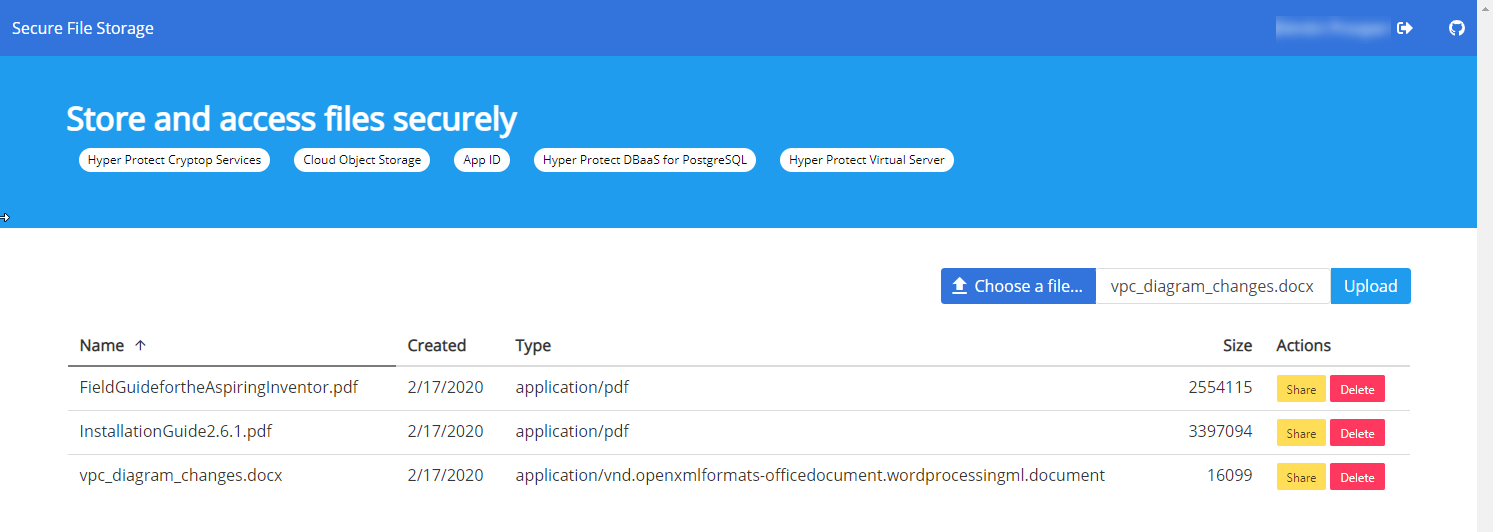 Secure File Storage
Store and access files securely
Hyper Protect Cryptop Services Cloud Object Storage App ID Hyper Protect DBaaS for PostgreSQL Hyper Protect Virtual Server
Choose a file... vpc_diagram_changes.docx Upload
Name Created Type Size Actions
FieldGuidefortheAspiringInventor.pdf 2/17/2020 application/pdf 2554115 Share Delete
InstallationGuide2.6.1.pdf 2/17/2020 application/pdf 3397094 Share Delete
vpc_diagram_changes.docx 2/17/2020 application/vnd.openxmlformats-officedocument.wordprocessingml.document 16099 Share Delete